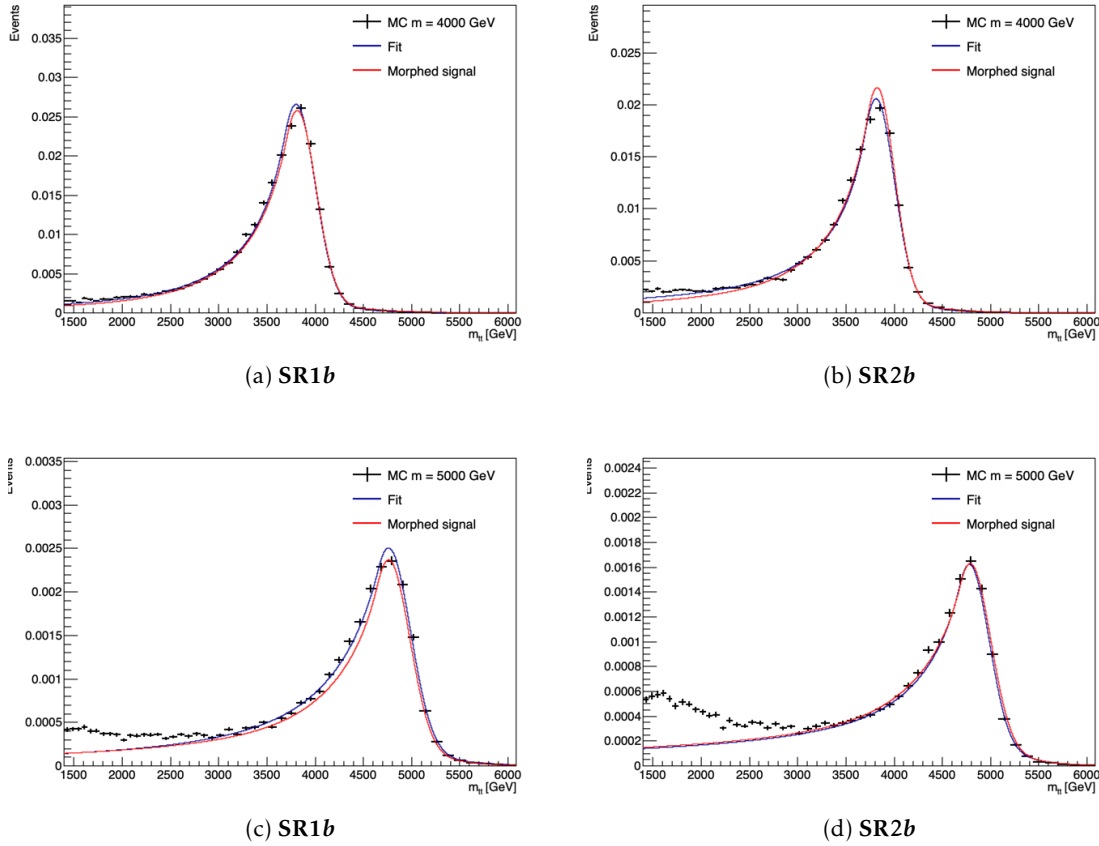 Events
0.035
0.03
0.025
0.02
0.015
0.01
0.005
0
MC m = 4000 GeV
Fit
Morphed signal
1500 2000 2500 3000 3500 4000 4500 5000 5500 6000
m_tt [GeV]
(a) SR1b
Events
0.025
0.02
0.015
0.01
0.005
0
MC m = 4000 GeV
Fit
Morphed signal
1500 2000 2500 3000 3500 4000 4500 5000 5500 6000
m_tt [GeV]
(b) SR2b
Events
0.0035
0.003
0.0025
0.002
0.0015
0.001
0.0005
0
MC m = 5000 GeV
Fit
Morphed signal
1500 2000 2500 3000 3500 4000 4500 5000 5500 6000
m_tt [GeV]
(c) SR1b
Events
0.0024
0.0022
0.002
0.0018
0.0016
0.0014
0.0012
0.001
0.0008
0.0006
0.0004
0.0002
0
MC m = 5000 GeV
Fit
Morphed signal
1500 2000 2500 3000 3500 4000 4500 5000 5500 6000
m_tt [GeV]
(d) SR2b